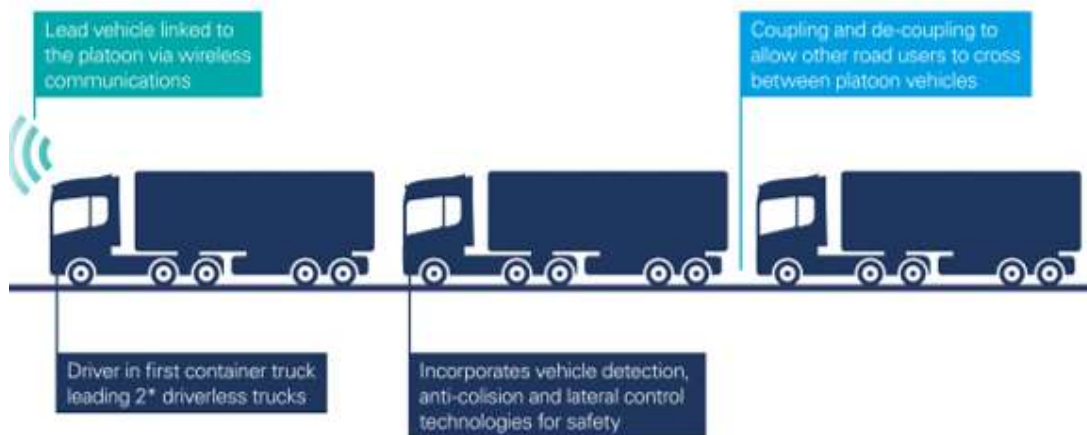 Lead vehicle linked to
the platoon via wireless
communications
Coupling and de-coupling to
allow other road users to cross
between platoon vehicles
Driver in first container truck
leading 2* driverless trucks
Incorporates vehicle detection,
anti-colision and lateral control
technologies for safety